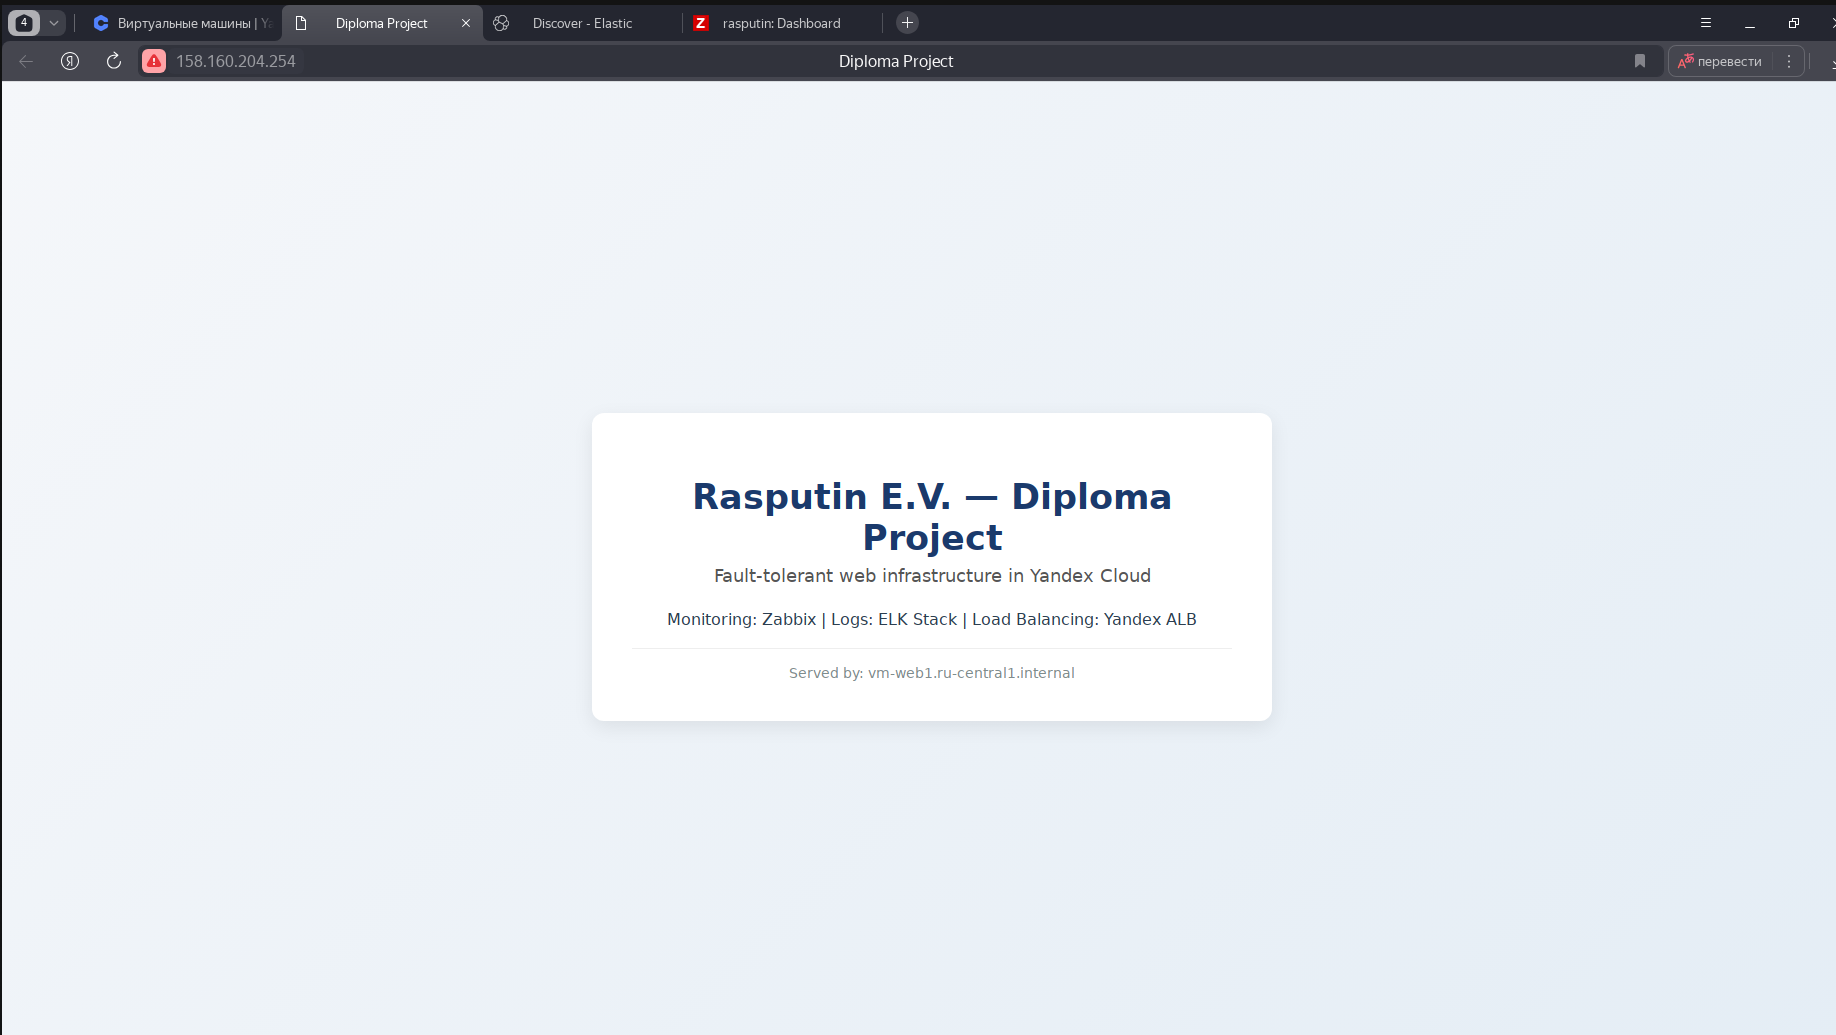 4
Виртуальные машины | Ya
Diploma Project
Discover - Elastic
Z
rasputin: Dashboard
Я
158.160.204.254
Diploma Project
перевести
Rasputin E.V. — Diploma
Project
Fault-tolerant web infrastructure in Yandex Cloud
Monitoring: Zabbix | Logs: ELK Stack | Load Balancing: Yandex ALB
Served by: vm-web1.ru-central1.internal